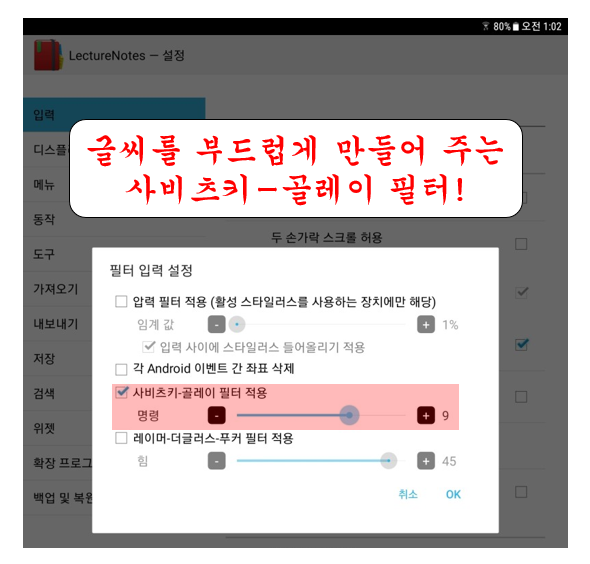 80% 오전 1:02
LectureNotes — 설정
입력
글씨를 부드럽게 만들어 주는
사비츠키-골레이 필터!
디스플
메뉴
동작
두 손가락 스크롤 허용
도구
가져오기
내보내기
저장
검색
위젯
확장 프로그
백업 및 복원
필터 입력 설정
압력 필터 적용 (활성 스타일러스를 사용하는 장치에만 해당)
임계 값 - + 1%
입력 사이에 스타일러스 들어올리기 적용
각 Android 이벤트 간 좌표 삭제
사비츠키-골레이 필터 적용
명령 - + 9
레이머-더글러스-푸커 필터 적용
힘 - + 45
취소 OK